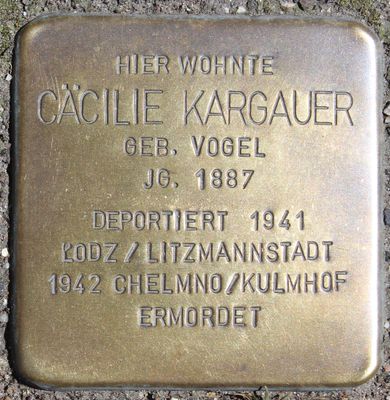 HIER WOHNTE
CÄCILIE KARGAUER
GEB. VOGEL
JG. 1887
DEPORTIERT 1941
ŁODZ / LITZMANNSTADT
1942 CHELMNO/KULMHOF
ERMORDET